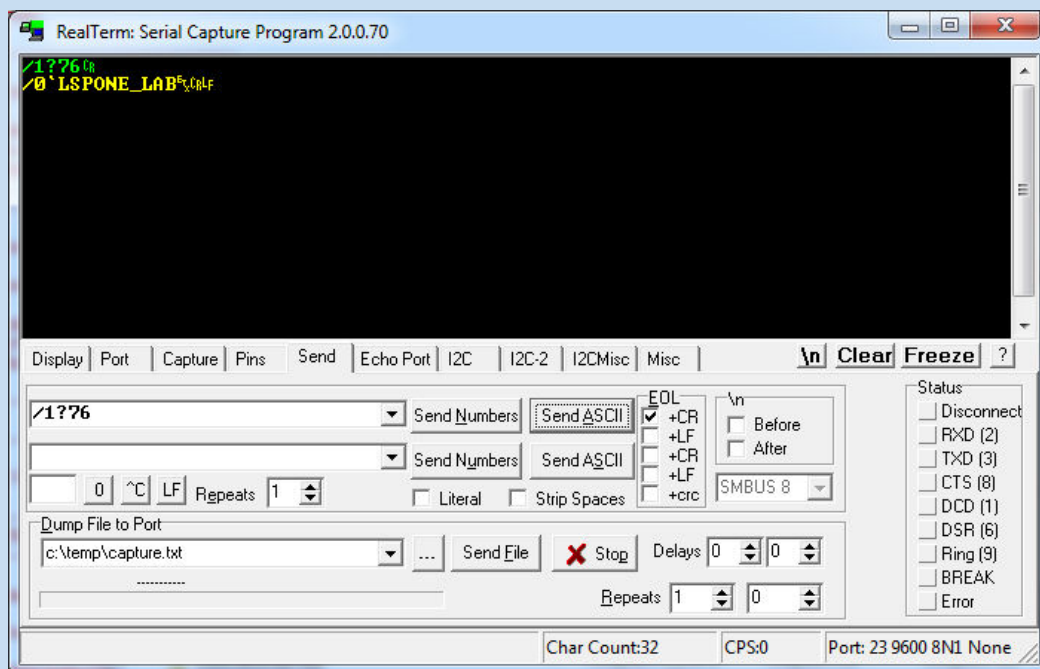 RealTerm: Serial Capture Program 2.0.0.70
/1?76CR
/0`LSPONE_LABETXCRLF
Display Port Capture Pins Send Echo Port I2C I2C-2 I2CMisc Misc \n Clear Freeze ?
/1?76 Send Numbers Send ASCII
Send Numbers Send ASCII
0 ^C LF Repeats 1 Literal Strip Spaces
EOL
+CR
+LF
+CR
+LF
+crc
\n
Before
After
SMBUS 8
Dump File to Port
c:\temp\capture.txt ... Send File Stop Delays 0 0
-----------
Repeats 1 0
Status
Disconnect
RXD (2)
TXD (3)
CTS (8)
DCD (1)
DSR (6)
Ring (9)
BREAK
Error
Char Count:32 CPS:0 Port: 23 9600 8N1 None